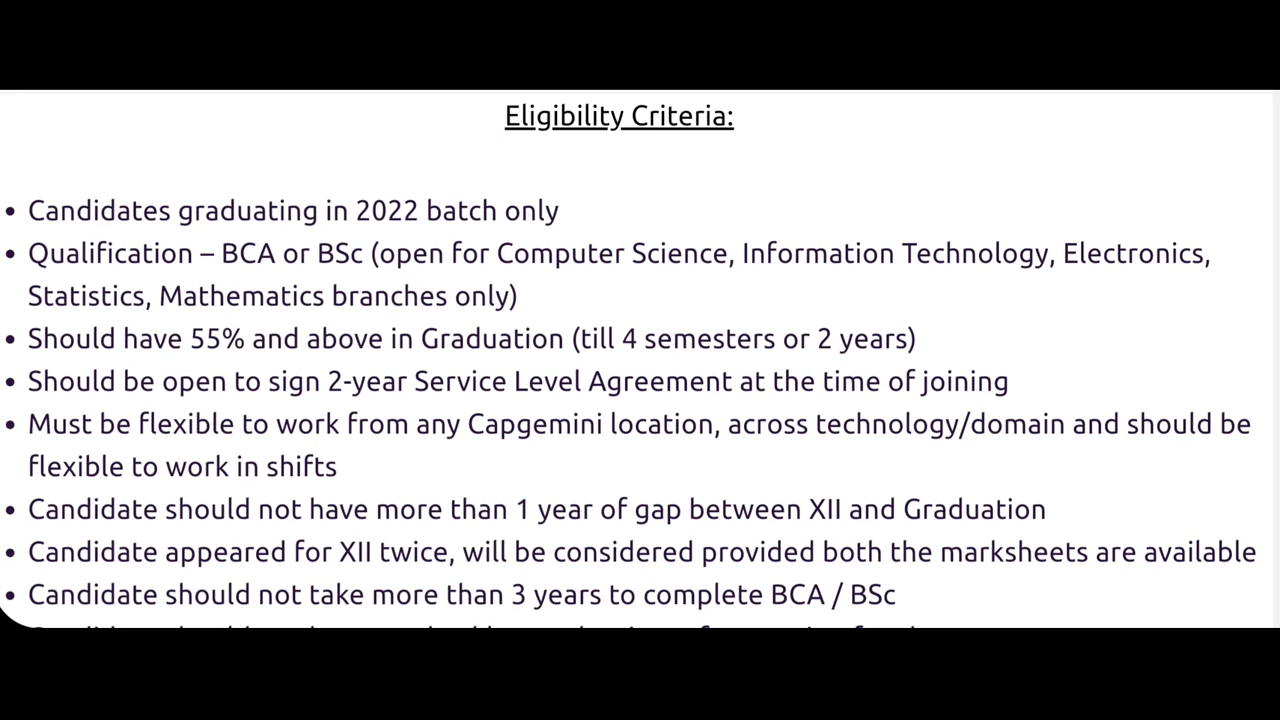 Eligibility Criteria:
• Candidates graduating in 2022 batch only
• Qualification – BCA or BSc (open for Computer Science, Information Technology, Electronics,
Statistics, Mathematics branches only)
• Should have 55% and above in Graduation (till 4 semesters or 2 years)
• Should be open to sign 2-year Service Level Agreement at the time of joining
• Must be flexible to work from any Capgemini location, across technology/domain and should be
flexible to work in shifts
• Candidate should not have more than 1 year of gap between XII and Graduation
• Candidate appeared for XII twice, will be considered provided both the marksheets are available
• Candidate should not take more than 3 years to complete BCA / BSc